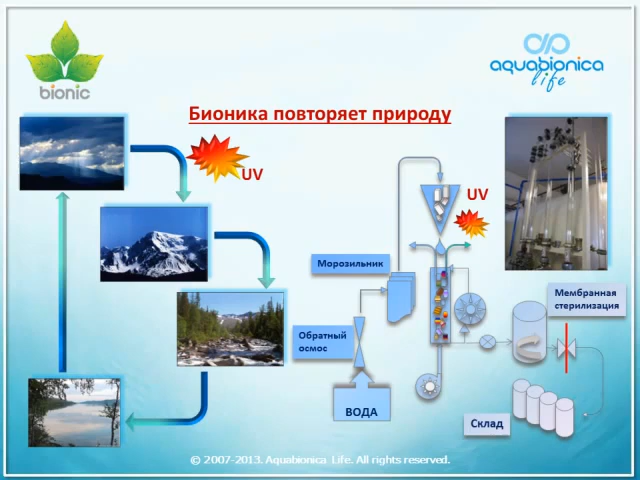 bionic
aquabionica
life
Бионика повторяет природу
UV
UV
Морозильник
Мембранная
стерилизация
Обратный
осмос
ВОДА
Склад
© 2007-2013. Aquabionica Life. All rights reserved.